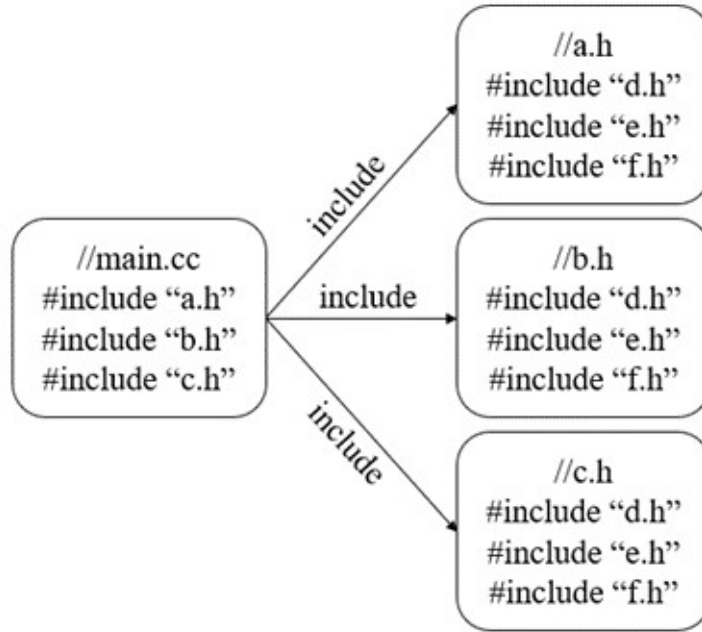 //main.cc
#include “a.h”
#include “b.h”
#include “c.h”
include
include
include
//a.h
#include “d.h”
#include “e.h”
#include “f.h”
//b.h
#include “d.h”
#include “e.h”
#include “f.h”
//c.h
#include “d.h”
#include “e.h”
#include “f.h”